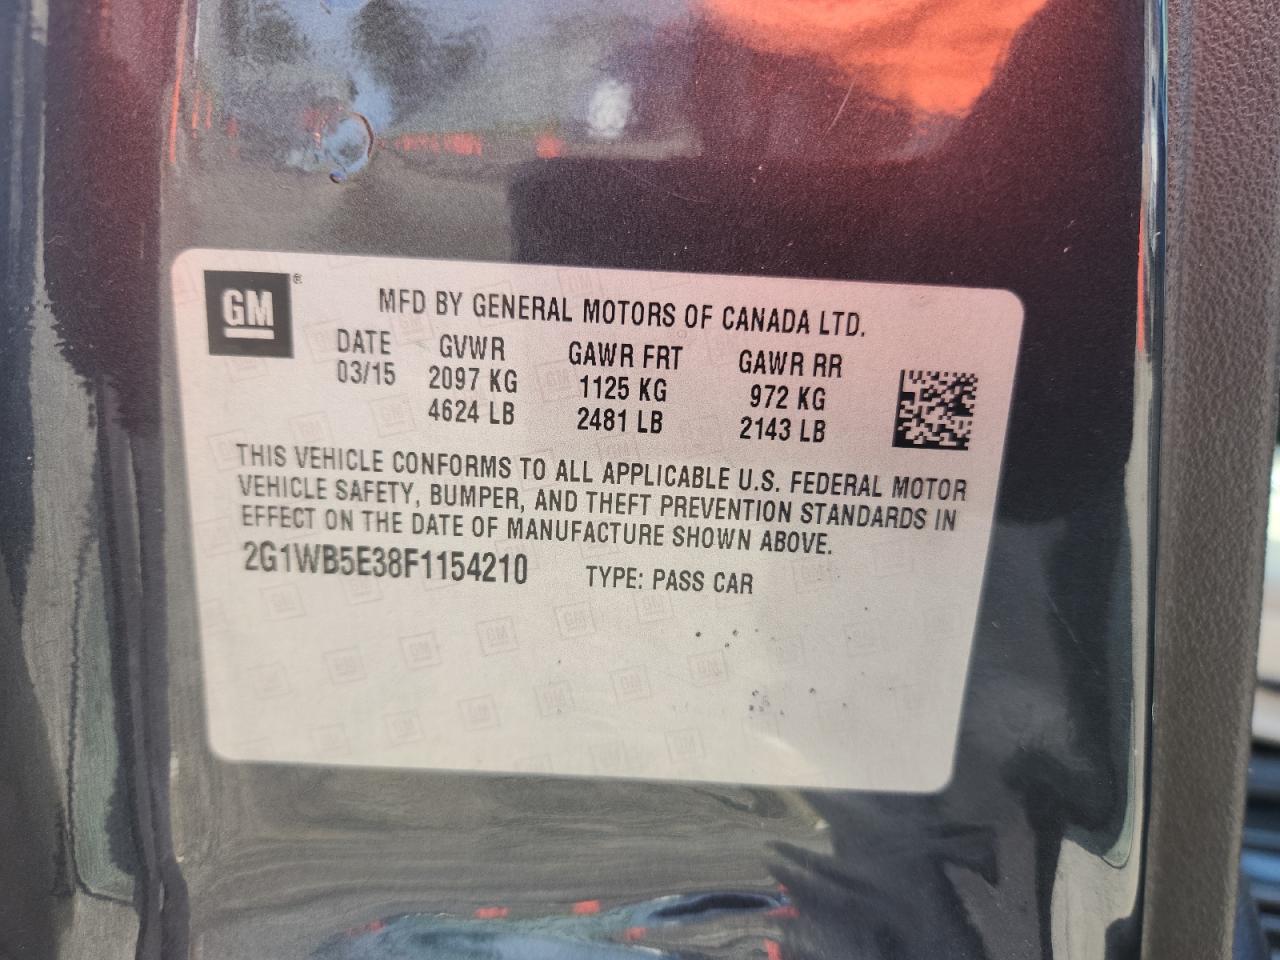 GM ®
MFD BY GENERAL MOTORS OF CANADA LTD.
DATE GVWR GAWR FRT GAWR RR
03/15 2097 KG 1125 KG 972 KG
4624 LB 2481 LB 2143 LB
THIS VEHICLE CONFORMS TO ALL APPLICABLE U.S. FEDERAL MOTOR
VEHICLE SAFETY, BUMPER, AND THEFT PREVENTION STANDARDS IN
EFFECT ON THE DATE OF MANUFACTURE SHOWN ABOVE.
2G1WB5E38F1154210 TYPE: PASS CAR